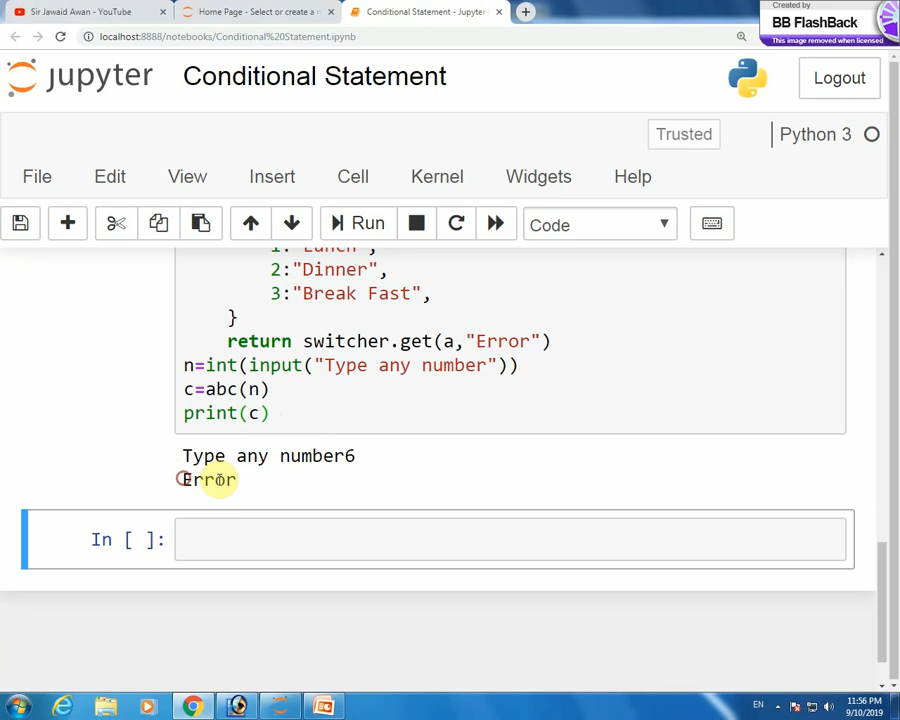 Sir Jawaid Awan - YouTube
Home Page - Select or create a n
Conditional Statement - Jupyter
Created by
BB FlashBack
This image removed when licensed
localhost:8888/notebooks/Conditional%20Statement.ipynb
jupyter
Conditional Statement
Logout
Trusted
Python 3
File Edit View Insert Cell Kernel Widgets Help
Run
Code
1:"Lunch",
2:"Dinner",
3:"Break Fast",
}
return switcher.get(a,"Error")
n=int(input("Type any number"))
c=abc(n)
print(c)
Type any number6
Error
In [ ]:
EN
11:56 PM
9/10/2019